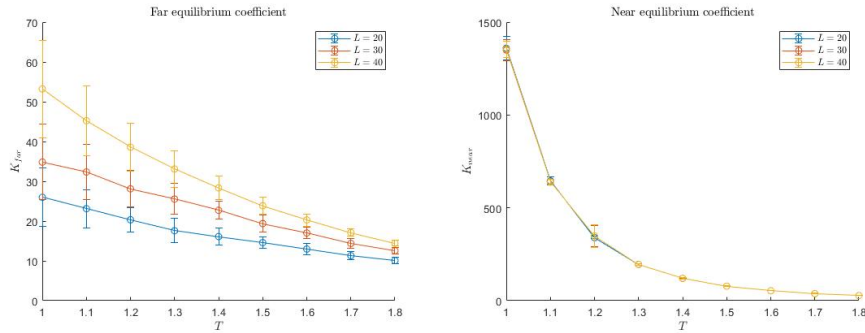 Far equilibrium coefficient
70
60
50
40
30
20
10
0
K_far
1 1.1 1.2 1.3 1.4 1.5 1.6 1.7 1.8
T
L = 20
L = 30
L = 40
Near equilibrium coefficient
1500
1000
500
0
K_near
1 1.1 1.2 1.3 1.4 1.5 1.6 1.7 1.8
T
L = 20
L = 30
L = 40